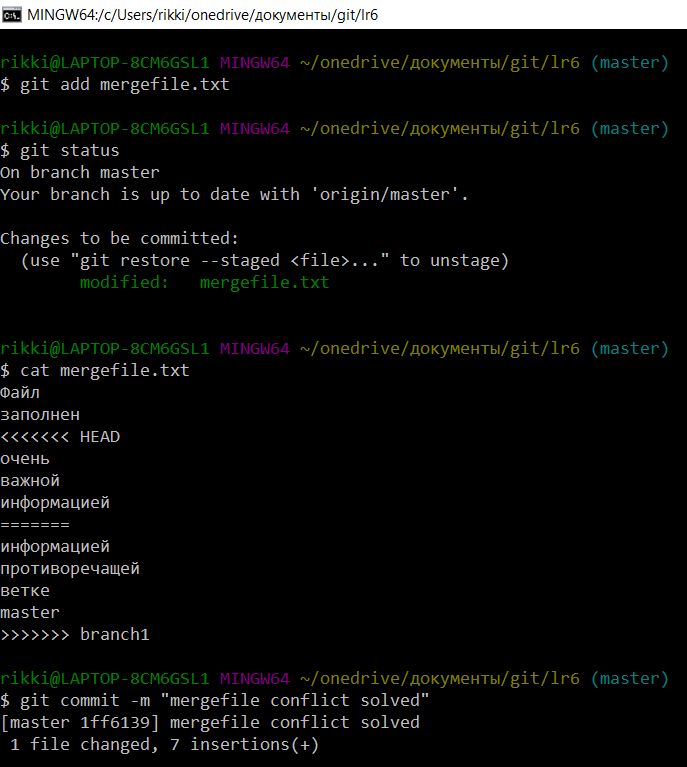 MINGW64:/c/Users/rikki/onedrive/документы/git/lr6
rikki@LAPTOP-8CM6GSL1 MINGW64 ~/onedrive/документы/git/lr6 (master)
$ git add mergefile.txt
rikki@LAPTOP-8CM6GSL1 MINGW64 ~/onedrive/документы/git/lr6 (master)
$ git status
On branch master
Your branch is up to date with 'origin/master'.
Changes to be committed:
(use "git restore --staged <file>..." to unstage)
modified: mergefile.txt
rikki@LAPTOP-8CM6GSL1 MINGW64 ~/onedrive/документы/git/lr6 (master)
$ cat mergefile.txt
Файл
заполнен
<<<<<<< HEAD
очень
важной
информацией
=======
информацией
противоречащей
ветке
master
>>>>>>> branch1
rikki@LAPTOP-8CM6GSL1 MINGW64 ~/onedrive/документы/git/lr6 (master)
$ git commit -m "mergefile conflict solved"
[master 1ff6139] mergefile conflict solved
1 file changed, 7 insertions(+)